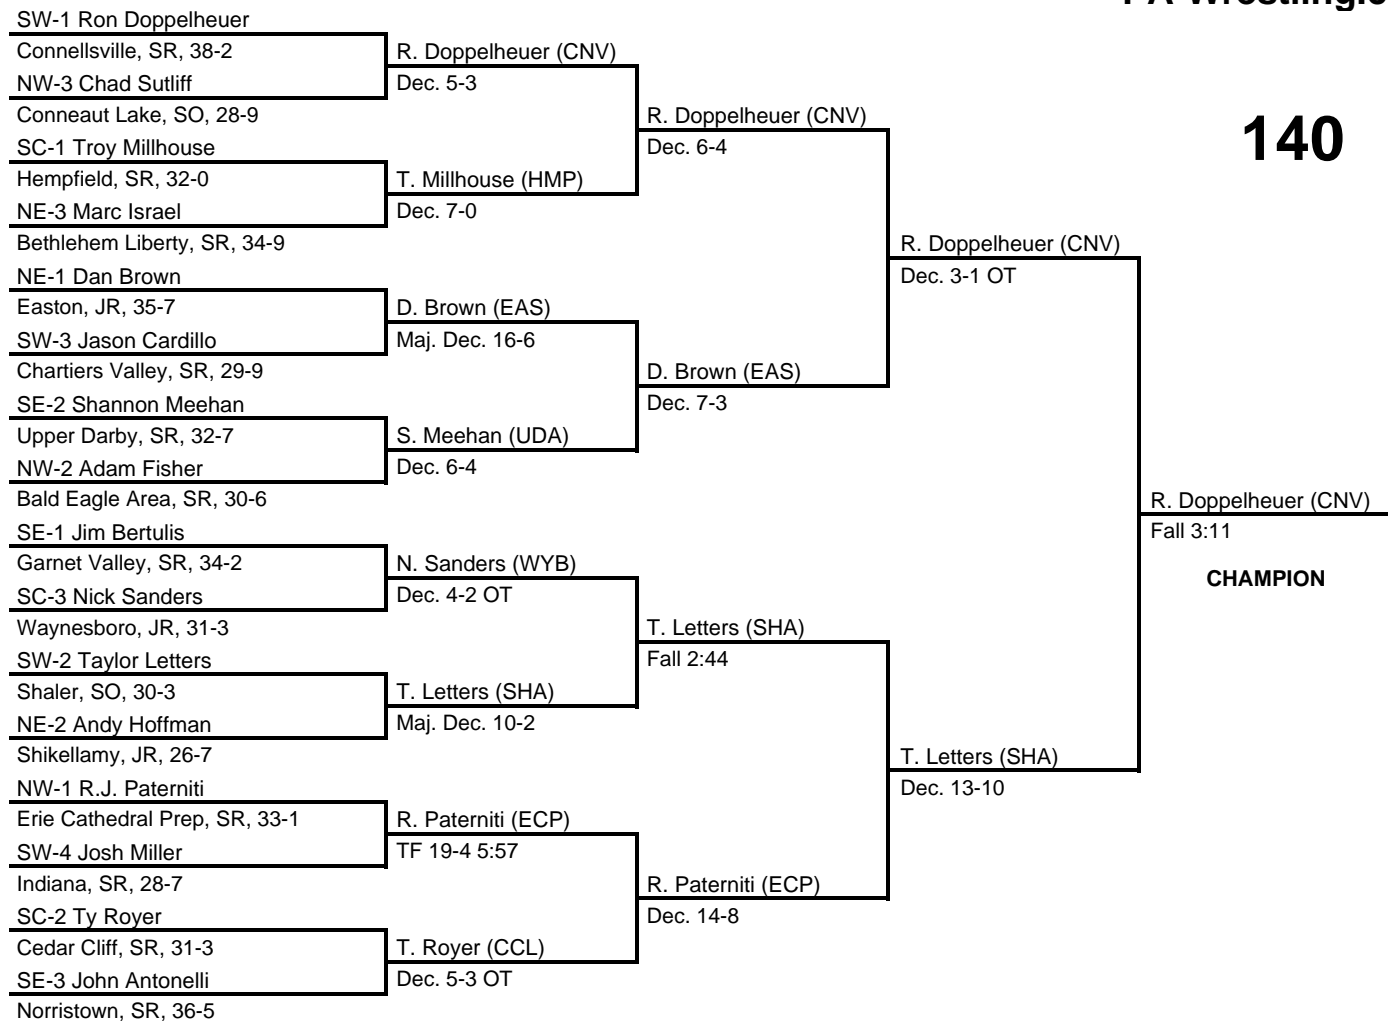 PA Wrestling.c
SW-1 Ron Doppelheuer
Connellsville, SR, 38-2
NW-3 Chad Sutliff
Conneaut Lake, SO, 28-9
SC-1 Troy Millhouse
Hempfield, SR, 32-0
NE-3 Marc Israel
Bethlehem Liberty, SR, 34-9
NE-1 Dan Brown
Easton, JR, 35-7
SW-3 Jason Cardillo
Chartiers Valley, SR, 29-9
SE-2 Shannon Meehan
Upper Darby, SR, 32-7
NW-2 Adam Fisher
Bald Eagle Area, SR, 30-6
SE-1 Jim Bertulis
Garnet Valley, SR, 34-2
SC-3 Nick Sanders
Waynesboro, JR, 31-3
SW-2 Taylor Letters
Shaler, SO, 30-3
NE-2 Andy Hoffman
Shikellamy, JR, 26-7
NW-1 R.J. Paterniti
Erie Cathedral Prep, SR, 33-1
SW-4 Josh Miller
Indiana, SR, 28-7
SC-2 Ty Royer
Cedar Cliff, SR, 31-3
SE-3 John Antonelli
Norristown, SR, 36-5
R. Doppelheuer (CNV)
Dec. 5-3
T. Millhouse (HMP)
Dec. 7-0
D. Brown (EAS)
Maj. Dec. 16-6
S. Meehan (UDA)
Dec. 6-4
N. Sanders (WYB)
Dec. 4-2 OT
T. Letters (SHA)
Maj. Dec. 10-2
R. Paterniti (ECP)
TF 19-4 5:57
T. Royer (CCL)
Dec. 5-3 OT
R. Doppelheuer (CNV)
Dec. 6-4
D. Brown (EAS)
Dec. 7-3
T. Letters (SHA)
Fall 2:44
R. Paterniti (ECP)
Dec. 14-8
R. Doppelheuer (CNV)
Dec. 3-1 OT
T. Letters (SHA)
Dec. 13-10
140
R. Doppelheuer (CNV)
Fall 3:11
CHAMPION